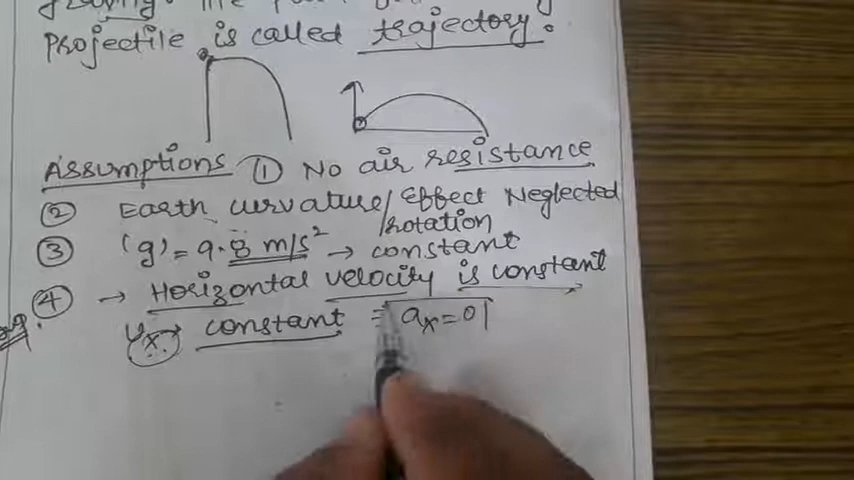 Projectile is called trajectory.
Assumptions ① No air resistance
② Earth curvature/Effect Neglected
/rotation
③ 'g' = 9.8 m/s² → constant
④ → Horizontal velocity is constant
constant = ax=0